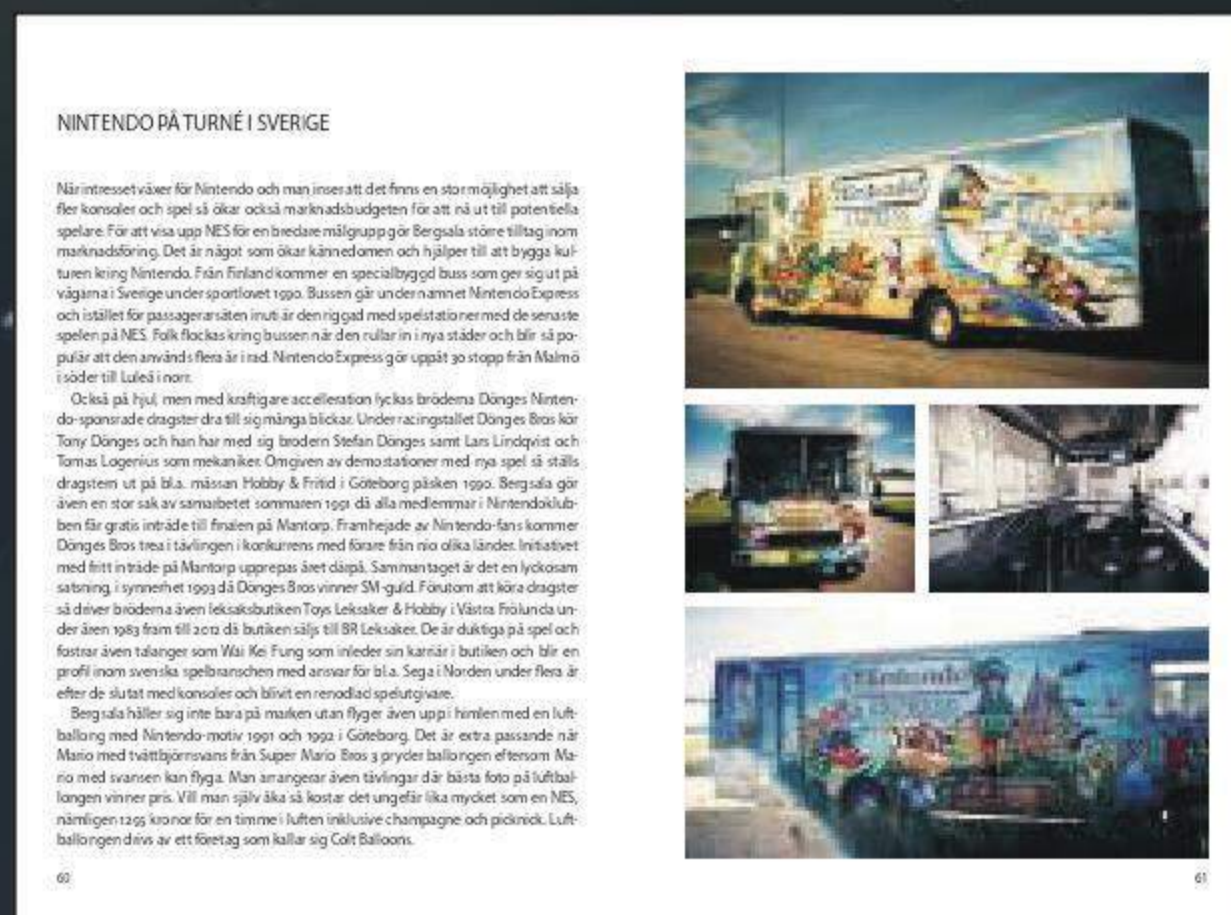 NINTENDO PÅ TURNÉ I SVERIGE
När intresset växer för Nintendo och man inser att det finns en stor möjlighet att sälja
fler konsoler och spel så ökar också marknadsbudgeten för att nå ut till potentiella
spelare. För att visa upp NES för en bredare målgrupp gör Bergsala större tilltag inom
marknadsföring. Det är något som ökar kännedomen och hjälper till att bygga kul-
turen kring Nintendo. Från Finland kommer en specialbyggd buss som ger sig ut på
vägarna i Sverige under sportlovet 1990. Bussen går under namnet Nintendo Express
och istället för passagerarsäten inuti är den riggad med spelstationer med de senaste
spelen på NES. Folk flockas kring bussen när den rullar in i nya städer och blir så po-
pulär att den används flera år i rad. Nintendo Express gör uppåt 30 stopp från Malmö
i söder till Luleå i norr.
Också på hjul, men med kraftigare accelleration lyckas bröderna Dönges Ninten-
do-sponsrade dragster dra till sig många blickar. Under racingstallet Dönges Bros kör
Tony Dönges och han har med sig brodern Stefan Dönges samt Lars Lindqvist och
Tomas Logenius som mekaniker. Omgiven av demostationer med nya spel så ställs
dragstern ut på bl.a. mässan Hobby & Fritid i Göteborg påsken 1990. Bergsala gör
även en stor sak av samarbetet sommaren 1991 då alla medlemmar i Nintendoklub-
ben får gratis inträde till finalen på Mantorp. Framhejade av Nintendo-fans kommer
Dönges Bros trea i tävlingen i konkurrens med förare från nio olika länder. Initiativet
med fritt inträde på Mantorp upprepas året därpå. Sammantaget är det en lyckosam
satsning, i synnerhet 1993 då Dönges Bros vinner SM-guld. Förutom att köra dragster
så driver bröderna även leksaksbutiken Toys Leksaker & Hobby i Västra Frölunda un-
der åren 1983 fram till 2012 då butiken säljs till BR Leksaker. De är duktiga på spel och
fostrar även talanger som Wai Kei Fung som inleder sin karriär i butiken och blir en
profil inom svenska spelbranschen med ansvar för bl.a. Sega i Norden under flera år
efter de slutat med konsoler och blivit en renodlad spelutgivare.
Bergsala håller sig inte bara på marken utan flyger även upp i himlen med en luft-
ballong med Nintendo-motiv 1991 och 1992 i Göteborg. Det är extra passande när
Mario med tvättbjörnsvans från Super Mario Bros 3 pryder ballongen eftersom Ma-
rio med svansen kan flyga. Man arrangerar även tävlingar där bästa foto på luftbal-
longen vinner pris. Vill man själv åka så kostar det ungefär lika mycket som en NES,
nämligen 1295 kronor för en timme i luften inklusive champagne och picknick. Luft-
ballongen drivs av ett företag som kallar sig Colt Balloons.
60
Nintendo
Nintendo
61